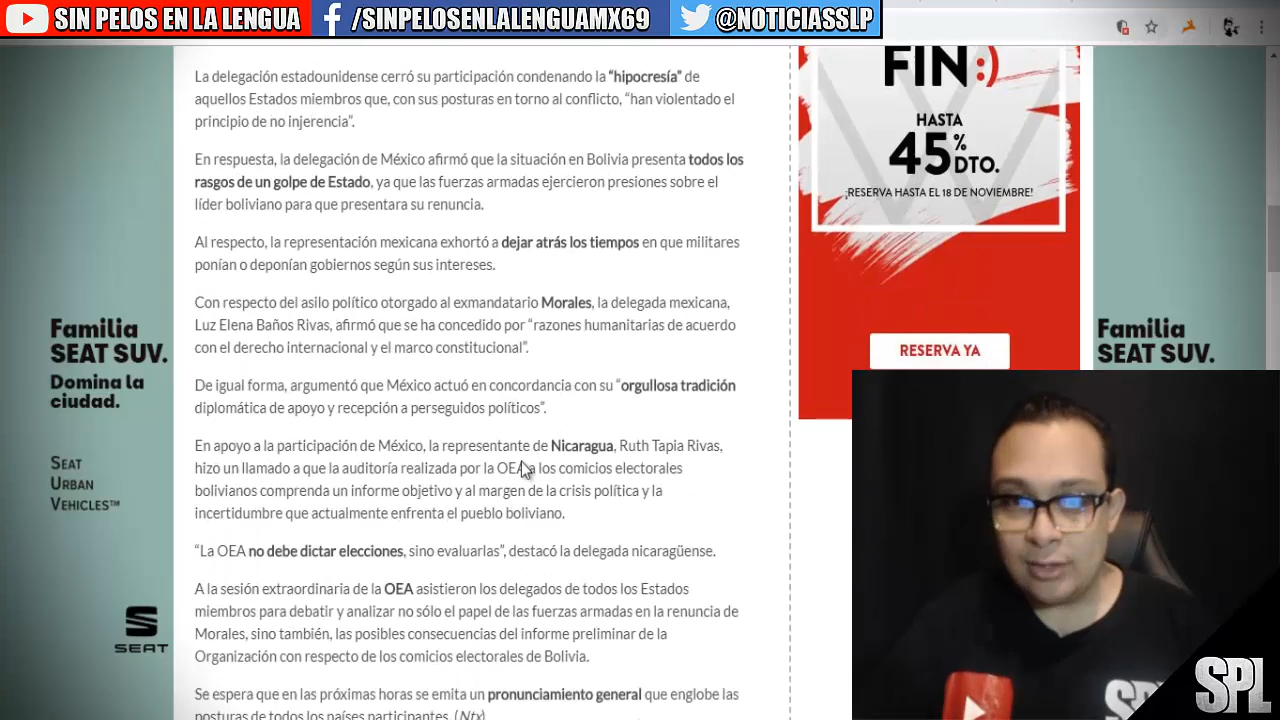 SIN PELOS EN LA LENGUA
/SINPELOSENLALENGUAMX69
@NOTICIASSLP
La delegación estadounidense cerró su participación condenando la “hipocresía” de
aquellos Estados miembros que, con sus posturas en torno al conflicto, “han violentado el
principio de no injerencia”.
En respuesta, la delegación de México afirmó que la situación en Bolivia presenta todos los
rasgos de un golpe de Estado, ya que las fuerzas armadas ejercieron presiones sobre el
líder boliviano para que presentara su renuncia.
Al respecto, la representación mexicana exhortó a dejar atrás los tiempos en que militares
ponían o deponían gobiernos según sus intereses.
Con respecto del asilo político otorgado al exmandatario Morales, la delegada mexicana,
Luz Elena Baños Rivas, afirmó que se ha concedido por “razones humanitarias de acuerdo
con el derecho internacional y el marco constitucional”.
De igual forma, argumentó que México actuó en concordancia con su “orgullosa tradición
diplomática de apoyo y recepción a perseguidos políticos”.
En apoyo a la participación de México, la representante de Nicaragua, Ruth Tapia Rivas,
hizo un llamado a que la auditoría realizada por la OEA a los comicios electorales
bolivianos comprenda un informe objetivo y al margen de la crisis política y la
incertidumbre que actualmente enfrenta el pueblo boliviano.
“La OEA no debe dictar elecciones, sino evaluarlas”, destacó la delegada nicaragüense.
A la sesión extraordinaria de la OEA asistieron los delegados de todos los Estados
miembros para debatir y analizar no sólo el papel de las fuerzas armadas en la renuncia de
Morales, sino también, las posibles consecuencias del informe preliminar de la
Organización con respecto de los comicios electorales de Bolivia.
Se espera que en las próximas horas se emita un pronunciamiento general que englobe las
posturas de todos los países participantes. (Ntx)
FIN:)
HASTA
45% DTO.
¡RESERVA HASTA EL 18 DE NOVIEMBRE!
RESERVA YA
Familia
SEAT SUV.
Domina la
ciudad.
SEAT
URBAN
VEHICLES™
SEAT
Familia
SEAT SUV.
SPL
SPL